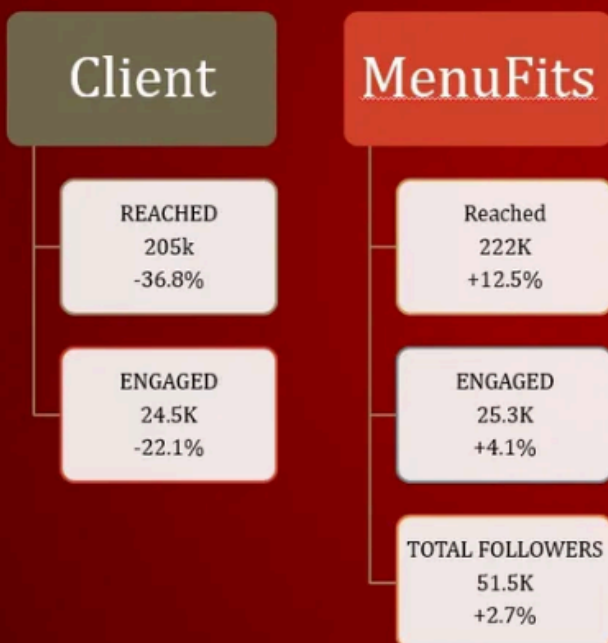 Client
REACHED
205k
-36.8%
ENGAGED
24.5K
-22.1%
MenuFits
Reached
222K
+12.5%
ENGAGED
25.3K
+4.1%
TOTAL FOLLOWERS
51.5K
+2.7%